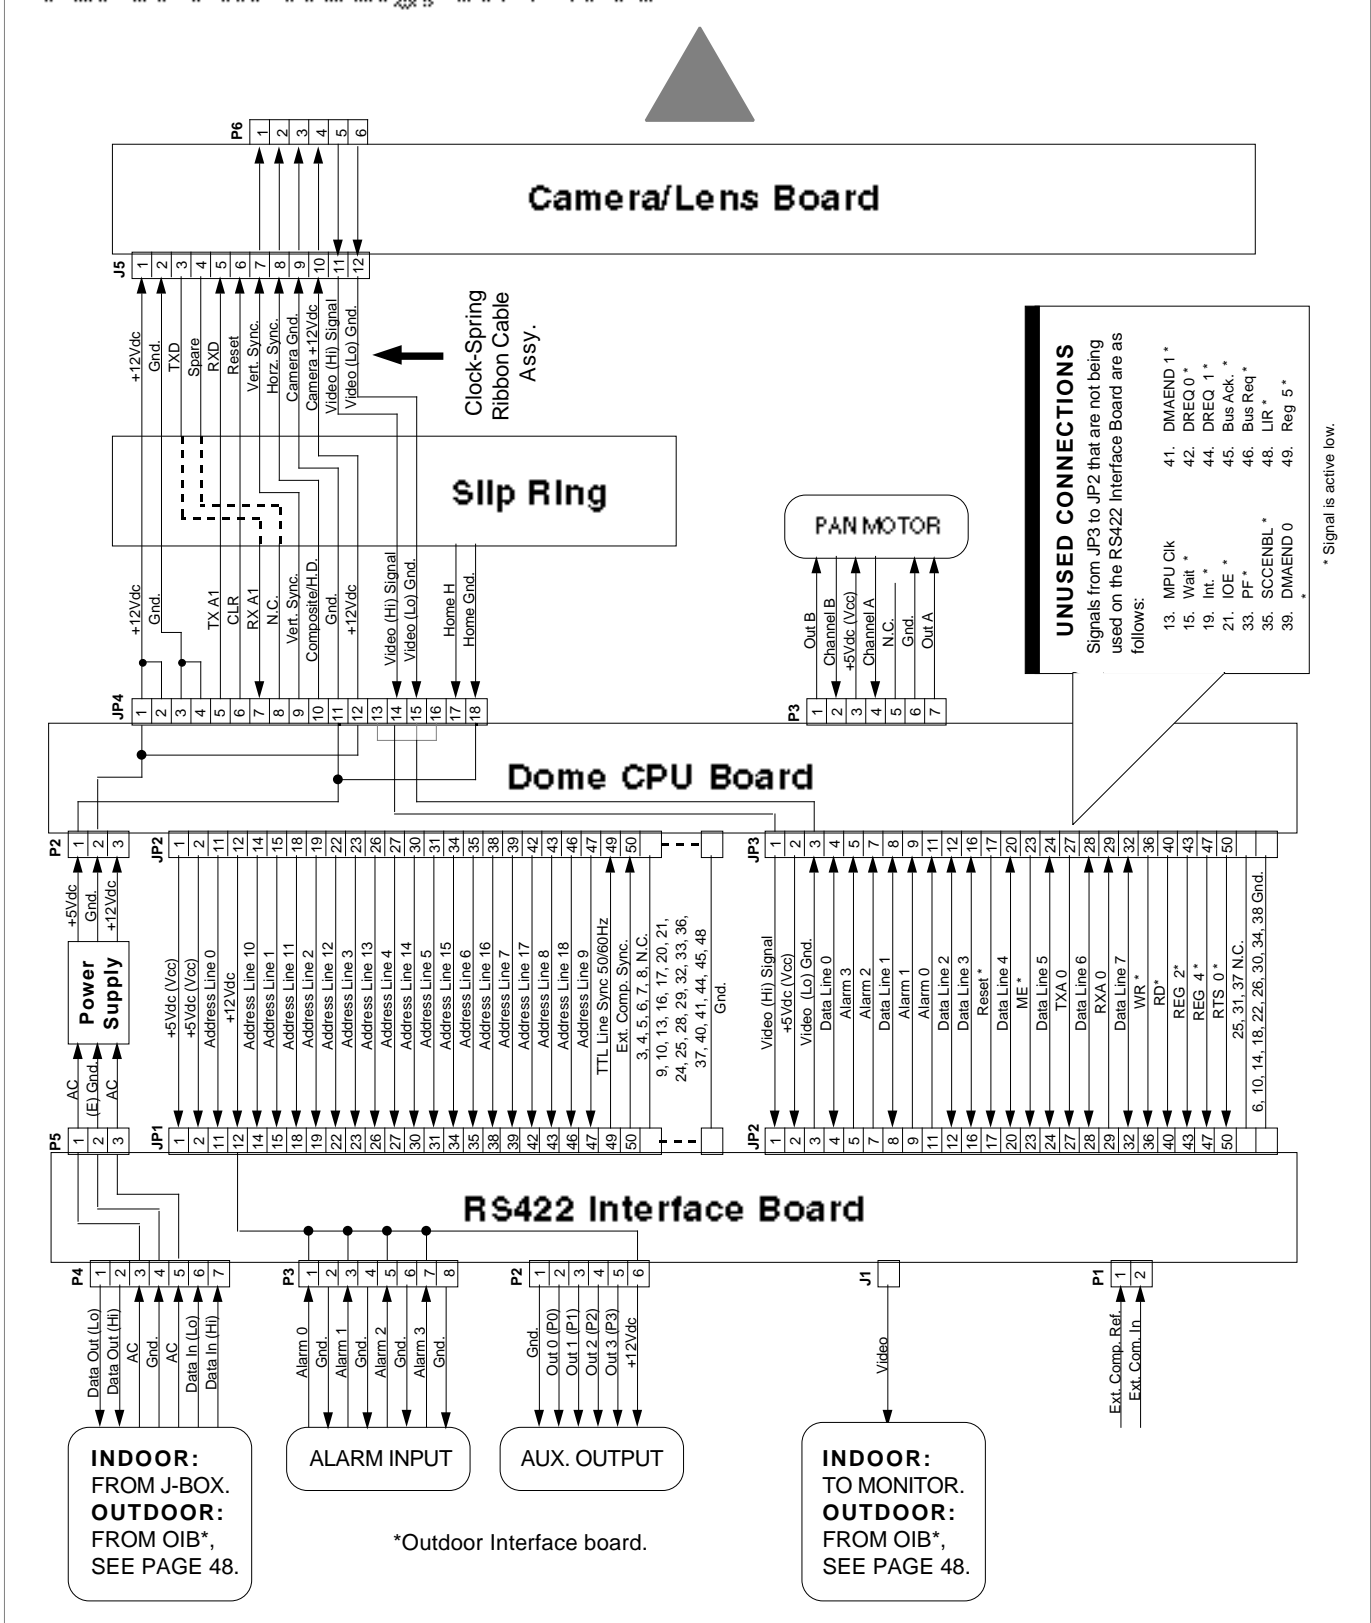 P6
1 2 3 4 5 6
Camera/Lens Board
J5
1 2 3 4 5 6 7 8 9 10 11 12
+12Vdc
Gnd.
TXD
Spare
RXD
Reset
Vert. Sync.
Horz. Sync.
Camera Gnd.
Camera +12Vdc
Video (Hi) Signal
Video (Lo) Gnd.
Clock-Spring
Ribbon Cable
Assy.
Slip Ring
+12Vdc
Gnd.
TX A1
CLR
RX A1
N.C.
Vert. Sync.
Composite/H.D.
Gnd.
+12Vdc
Video (Hi) Signal
Video (Lo) Gnd.
Home H
Home Gnd.
JP4
1 2 3 4 5 6 7 8 9 10 11 12 13 14 15 16 17 18
PAN MOTOR
Out B
Channel B
+5Vdc (Vcc)
Channel A
N.C.
Gnd.
Out A
P3
1 2 3 4 5 6 7
UNUSED CONNECTIONS
Signals from JP3 to JP2 that are not being
used on the RS422 Interface Board are as
follows:
13. MPU Clk
15. Wait *
19. Int. *
21. IOE *
33. PF *
35. SCCENBL *
39. DMAEND 0
*
41. DMAEND 1 *
42. DREQ 0 *
44. DREQ 1 *
45. Bus Ack. *
46. Bus Req *
48. LIR *
49. Reg 5 *
* Signal is active low.
Dome CPU Board
P2
1 2 3
+5Vdc
Gnd.
+12Vdc
Power
Supply
AC
(E) Gnd.
AC
P5
1 2 3
JP2
1 2 11 12 14 15 18 19 22 23 26 27 30 31 34 35 38 39 42 43 46 47 49 50
+5Vdc (Vcc)
+5Vdc (Vcc)
Address Line 0
+12Vdc
Address Line 10
Address Line 1
Address Line 11
Address Line 2
Address Line 12
Address Line 3
Address Line 13
Address Line 4
Address Line 14
Address Line 5
Address Line 15
Address Line 6
Address Line 16
Address Line 7
Address Line 17
Address Line 8
Address Line 18
Address Line 9
TTL Line Sync 50/60Hz
Ext. Comp. Sync.
3, 4, 5, 6, 7, 8, N.C.
9, 10, 13, 16, 17, 20, 21,
24, 25, 28, 29, 32, 33, 36,
37, 40, 41, 44, 45, 48
Gnd.
JP1
1 2 11 12 14 15 18 19 22 23 26 27 30 31 34 35 38 39 42 43 46 47 49 50
JP3
1 2 3 4 5 7 8 9 11 12 16 17 20 23 24 27 28 29 32 36 40 43 47 50
Video (Hi) Signal
+5Vdc (Vcc)
Video (Lo) Gnd.
Data Line 0
Alarm 3
Alarm 2
Data Line 1
Alarm 1
Alarm 0
Data Line 2
Data Line 3
Reset *
Data Line 4
ME *
Data Line 5
TXA 0
Data Line 6
RXA 0
Data Line 7
WR *
RD*
REG 2*
REG 4*
RTS 0 *
25, 31, 37 N.C.
6, 10, 14, 18, 22, 26, 30, 34, 38 Gnd.
JP2
1 2 3 4 5 7 8 9 11 12 16 17 20 23 24 27 28 29 32 36 40 43 47 50
RS422 Interface Board
P4
1 2 3 4 5 6 7
Data Out (Lo)
Data Out (Hi)
AC
Gnd.
AC
Data In (Lo)
Data In (Hi)
P3
1 2 3 4 5 6 7 8
Alarm 0
Gnd.
Alarm 1
Gnd.
Alarm 2
Gnd.
Alarm 3
Gnd.
P2
1 2 3 4 5 6
Gnd.
Out 0 (P0)
Out 1 (P1)
Out 2 (P2)
Out 3 (P3)
+12Vdc
J1
Video
P1
1 2
Ext. Comp. Ref.
Ext. Com. In
INDOOR:
FROM J-BOX.
OUTDOOR:
FROM OIB*,
SEE PAGE 48.
ALARM INPUT
AUX. OUTPUT
INDOOR:
TO MONITOR.
OUTDOOR:
FROM OIB*,
SEE PAGE 48.
*Outdoor Interface board.